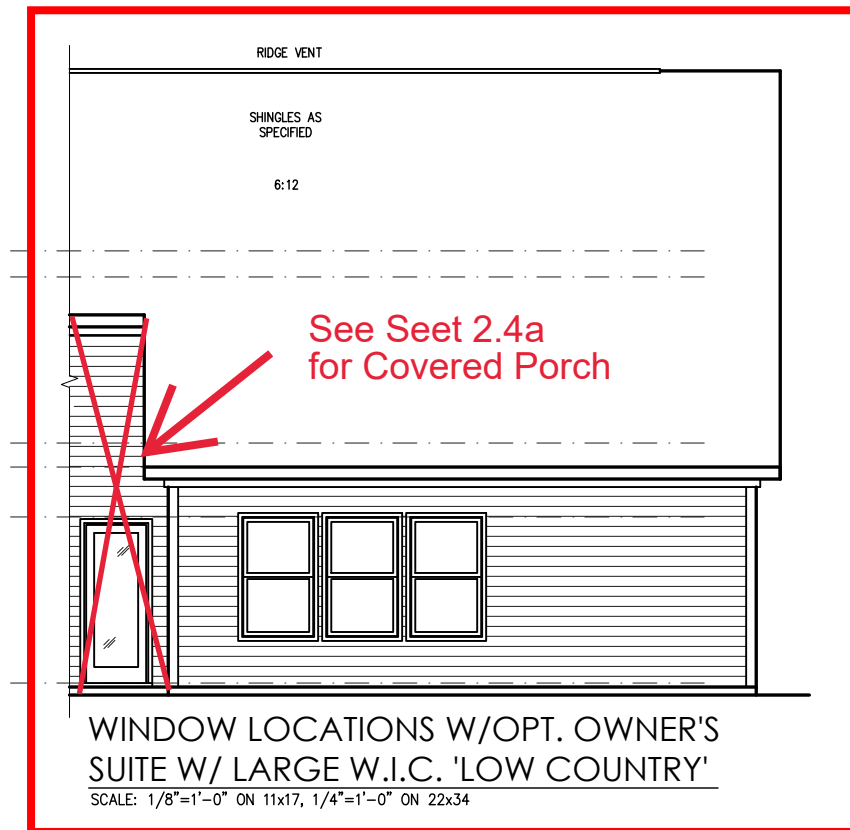 RIDGE VENT
SHINGLES AS
SPECIFIED
6:12
See Seet 2.4a
for Covered Porch
WINDOW LOCATIONS W/OPT. OWNER'S
SUITE W/ LARGE W.I.C. 'LOW COUNTRY'
SCALE: 1/8"=1'-0" ON 11x17, 1/4"=1'-0" ON 22x34